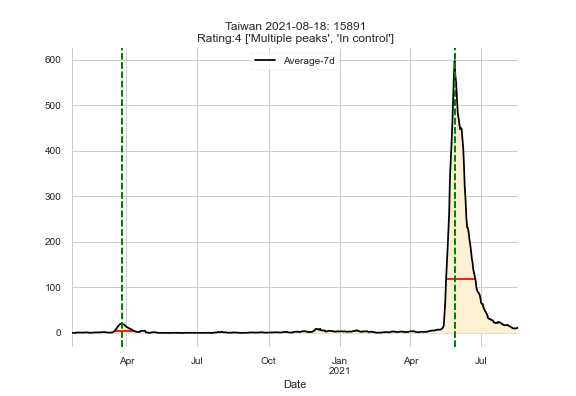 Taiwan 2021-08-18: 15891
Rating:4 ['Multiple peaks', 'In control']
Average-7d
600
500
400
300
200
100
0
Apr Jul Oct Jan Apr Jul
2021
Date